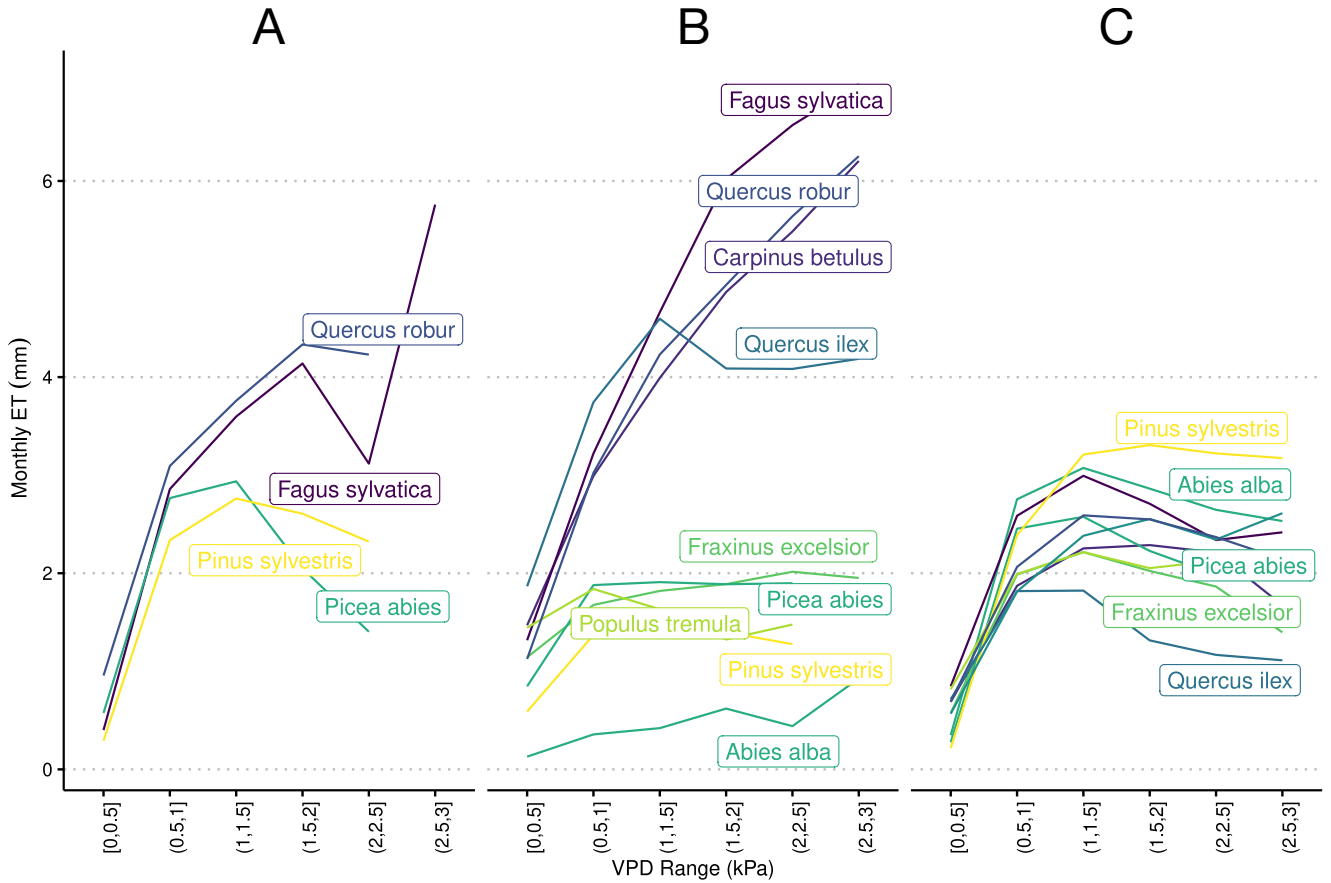 A
B
C
Monthly ET (mm)
6
4
2
0
Quercus robur
Fagus sylvatica
Pinus sylvestris
Picea abies
[0,0.5]
(0.5,1]
(1,1.5]
(1.5,2]
(2,2.5]
(2.5,3]
Fagus sylvatica
Quercus robur
Carpinus betulus
Quercus ilex
Fraxinus excelsior
Picea abies
Populus tremula
Pinus sylvestris
Abies alba
[0,0.5]
(0.5,1]
(1,1.5]
(1.5,2]
(2,2.5]
(2.5,3]
Pinus sylvestris
Abies alba
Picea abies
Fraxinus excelsior
Quercus ilex
[0,0.5]
(0.5,1]
(1,1.5]
(1.5,2]
(2,2.5]
(2.5,3]
VPD Range (kPa)